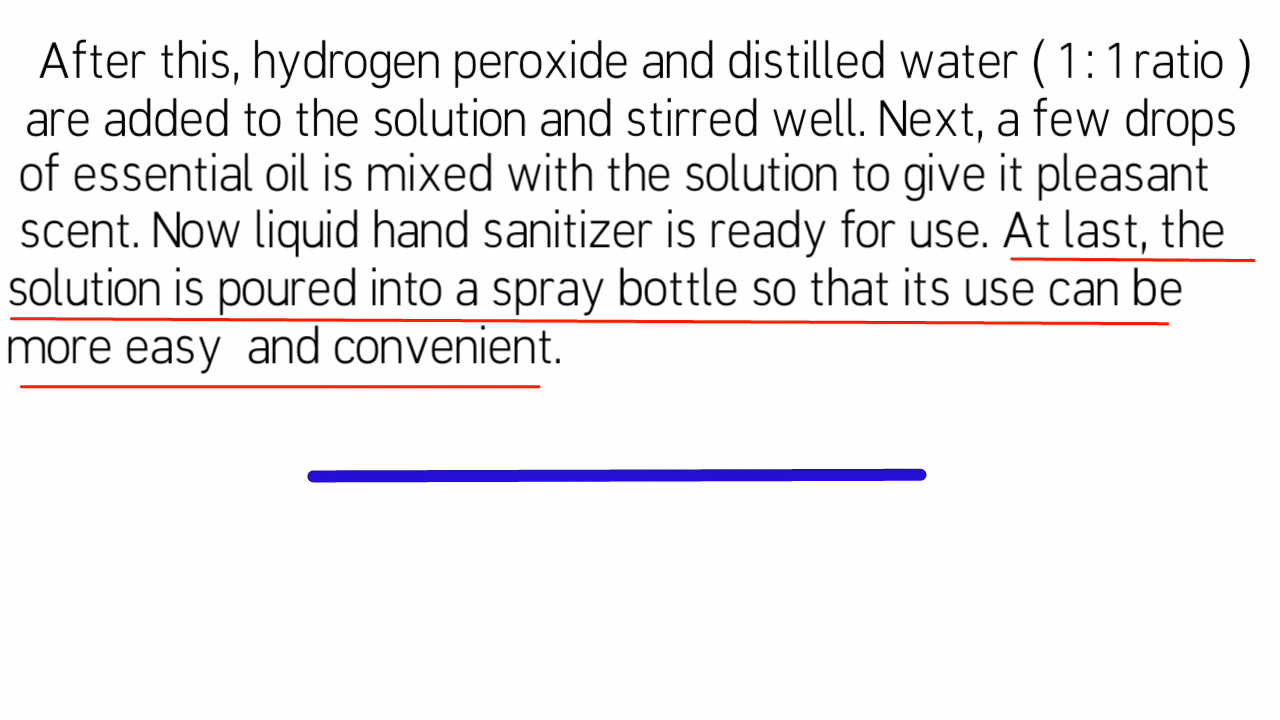 After this, hydrogen peroxide and distilled water ( 1 : 1 ratio )
are added to the solution and stirred well. Next, a few drops
of essential oil is mixed with the solution to give it pleasant
scent. Now liquid hand sanitizer is ready for use. At last, the
solution is poured into a spray bottle so that its use can be
more easy and convenient.